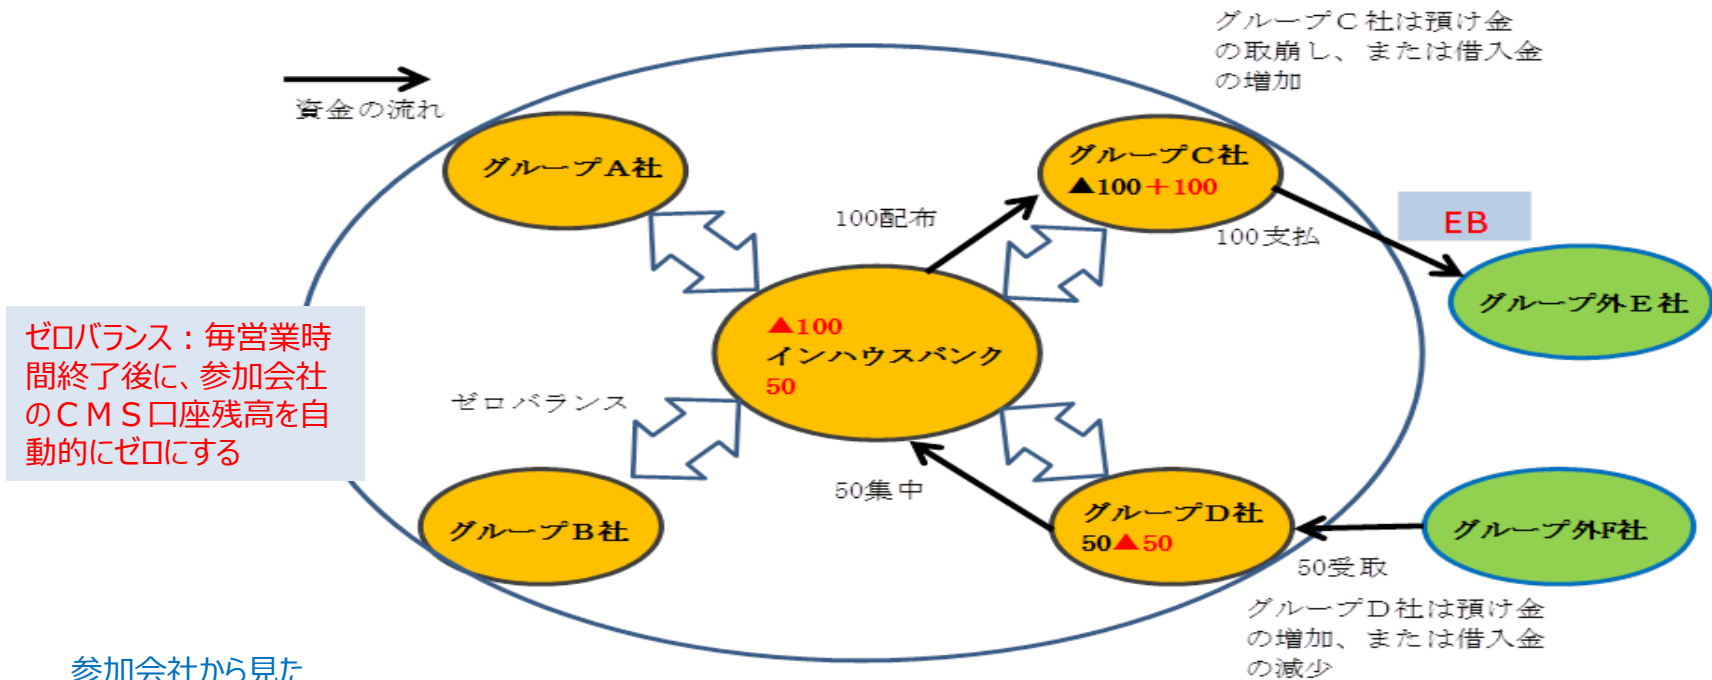 グループC社は預け金
の取崩し、または借入金
の増加
資金の流れ
グループA社
グループC社
▲100+100
100配布
100支払
EB
グループ外E社
ゼロバランス：毎営業時
間終了後に、参加会社
のCMS口座残高を自
動的にゼロにする
▲100
インハウスバンク
50
ゼロバランス
50集中
グループB社
グループD社
50▲50
グループ外F社
50受取
グループD社は預け金
の増加、または借入金
の減少
参加会社から見た